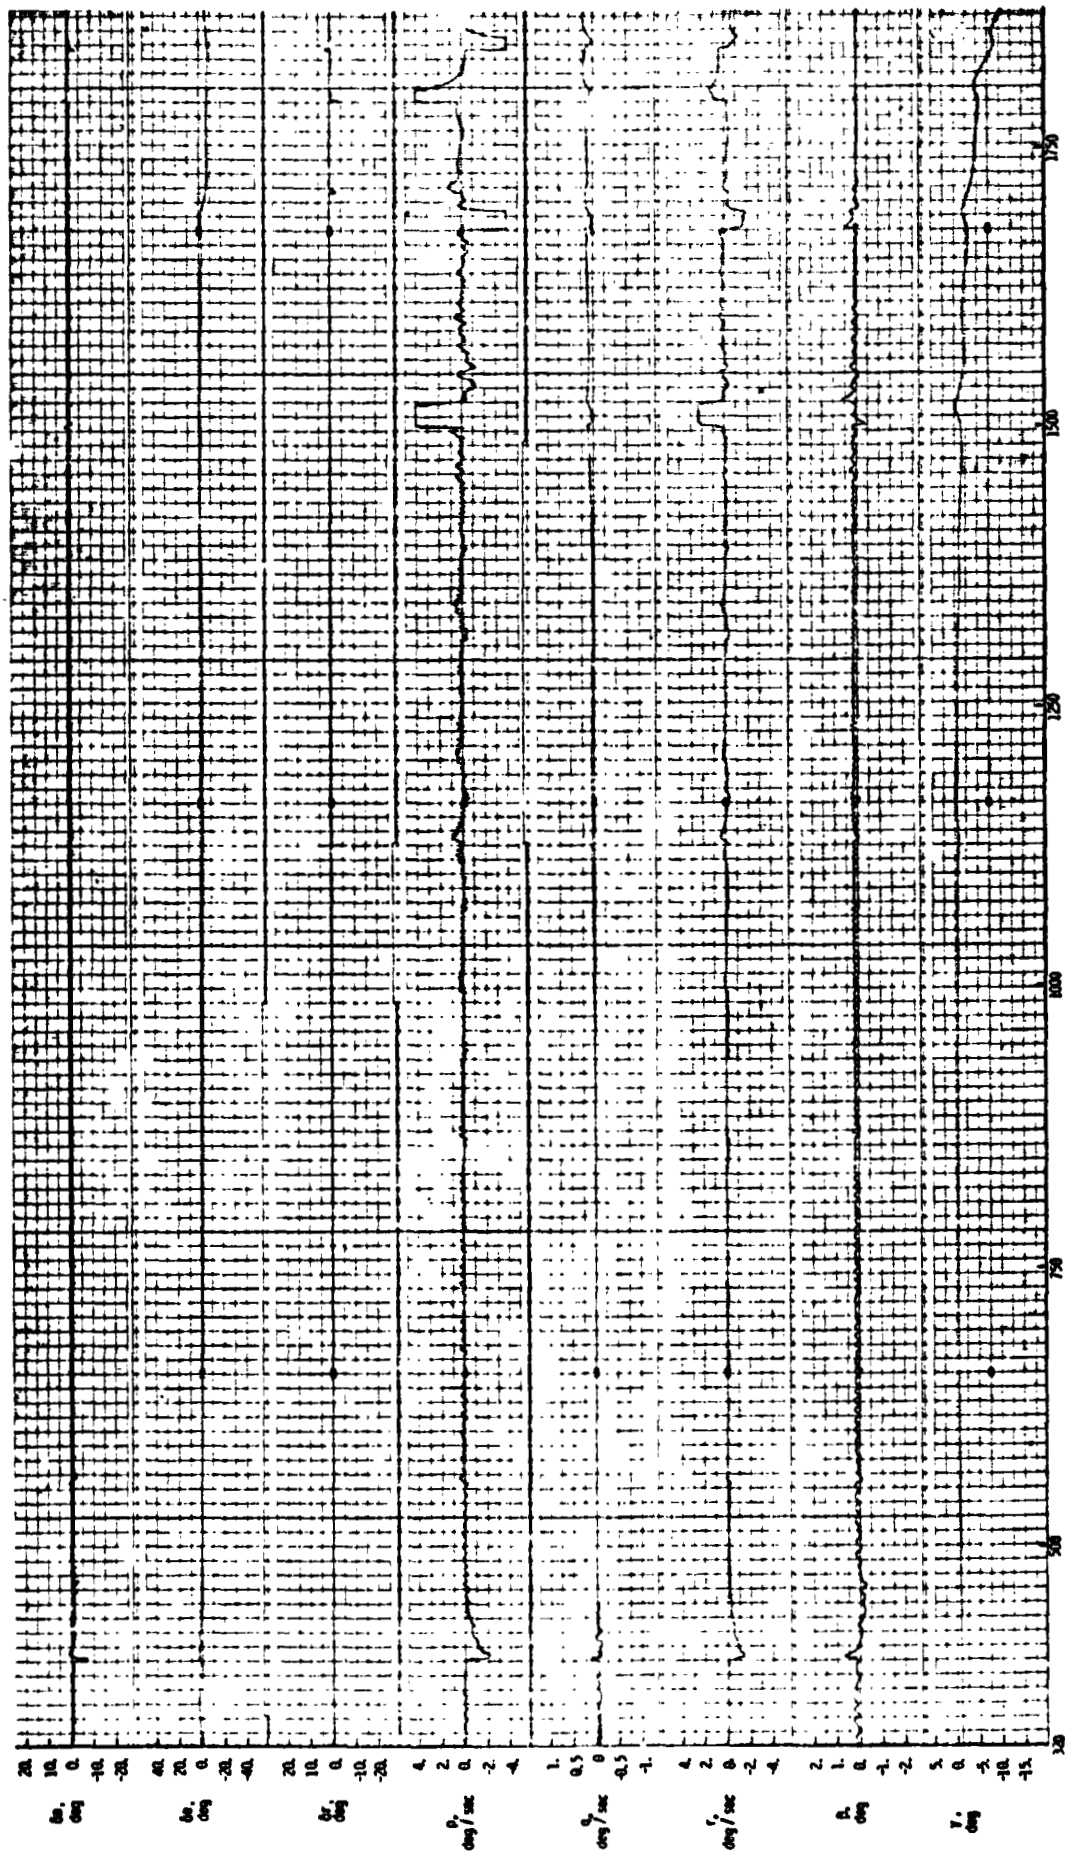 20. 10. 0. -10. -20.
δa, deg
40. 20. 0. -20. -40.
δe, deg
20. 10. 0. -10. -20.
δr, deg
4. 2. 0. -2. -4.
p, deg/sec
1. 0.5 0 -0.5 -1.
q, deg/sec
4. 2. 0. -2. -4.
r, deg/sec
2. 1. 0. -1. -2.
β, deg
5. 0. -5. -10. -15.
γ, deg
320 500 750 1000 1250 1500 1750